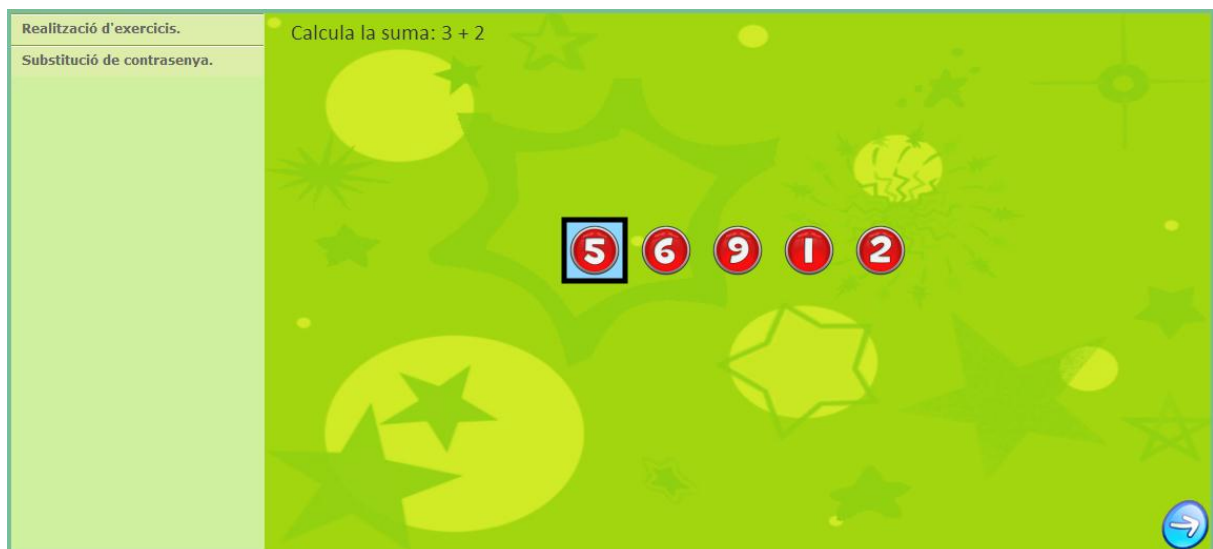 Realització d'exercicis.
Substitució de contrasenya.
Calcula la suma: 3 + 2
5 6 9 1 2